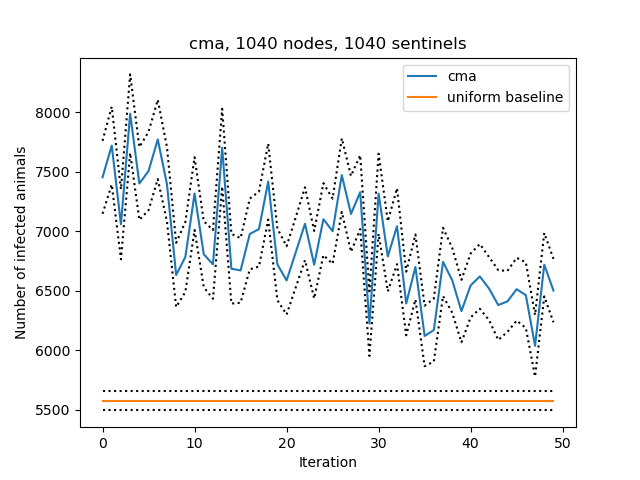 cma, 1040 nodes, 1040 sentinels
cma
uniform baseline
Number of infected animals
8000
7500
7000
6500
6000
5500
0 10 20 30 40 50
Iteration